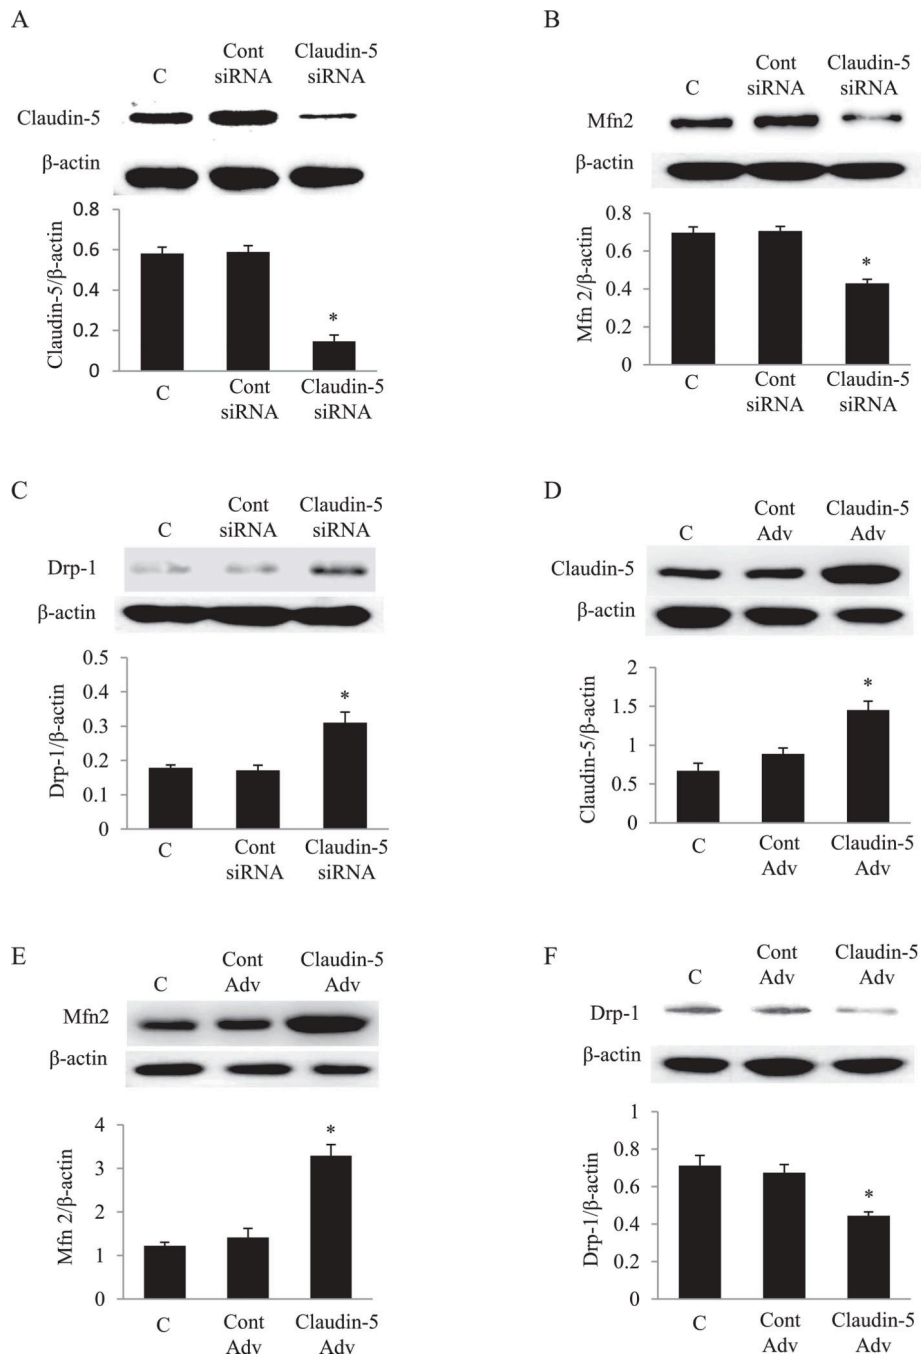 A
C
Cont
siRNA
Claudin-5
siRNA
Claudin-5
β-actin
Claudin-5/β-actin
0.8
0.6
0.4
0.2
0
*
C
Cont
siRNA
Claudin-5
siRNA
B
C
Cont
siRNA
Claudin-5
siRNA
Mfn2
β-actin
Mfn 2/β-actin
0.8
0.6
0.4
0.2
0
*
C
Cont
siRNA
Claudin-5
siRNA
C
C
Cont
siRNA
Claudin-5
siRNA
Drp-1
β-actin
Drp-1/β-actin
0.5
0.4
0.3
0.2
0.1
0
*
C
Cont
siRNA
Claudin-5
siRNA
D
C
Cont
Adv
Claudin-5
Adv
Claudin-5
β-actin
Claudin-5/β-actin
2
1.5
1
0.5
0
*
C
Cont
Adv
Claudin-5
Adv
E
C
Cont
Adv
Claudin-5
Adv
Mfn2
β-actin
Mfn 2/β-actin
4
3
2
1
0
*
C
Cont
Adv
Claudin-5
Adv
F
C
Cont
Adv
Claudin-5
Adv
Drp-1
β-actin
Drp-1/β-actin
1
0.8
0.6
0.4
0.2
0
*
C
Cont
Adv
Claudin-5
Adv